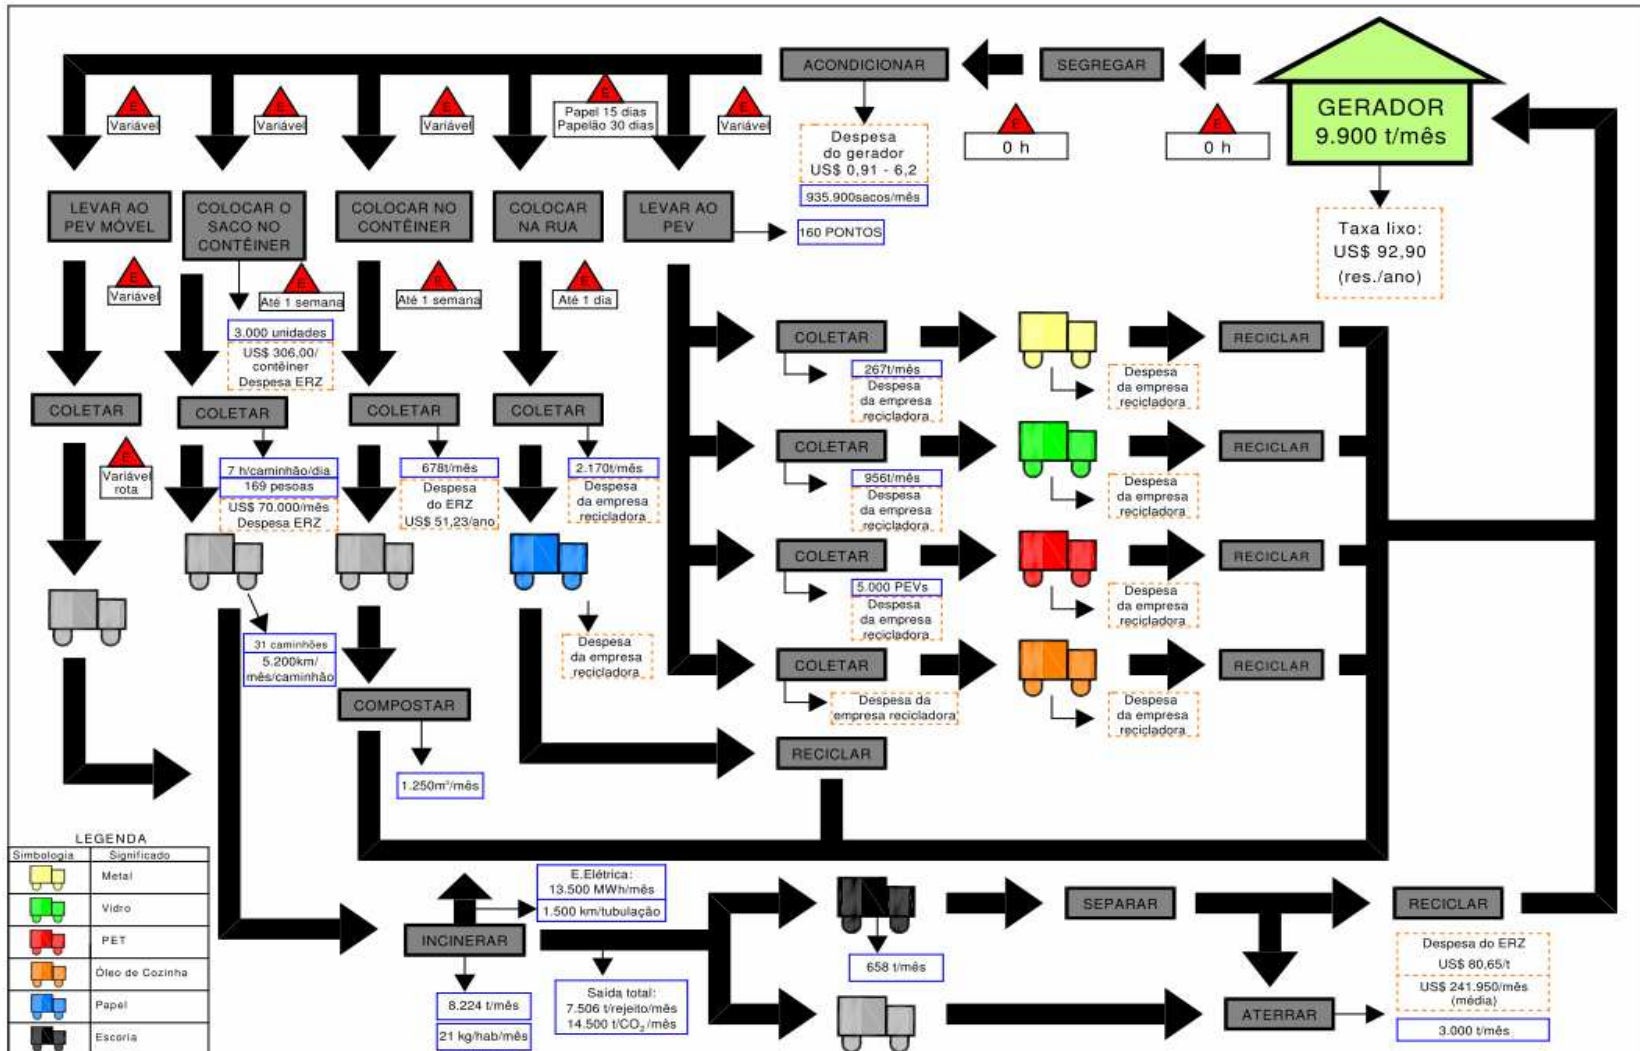 ACONDICIONAR
SEGREGAR
GERADOR
9.900 t/mês
E
Variável
E
Variável
E
Variável
E
Papel 15 dias
Papelão 30 dias
E
Variável
Despesa
do gerador
US$ 0,91 - 6,2
935.900sacos/mês
E
0 h
E
0 h
LEVAR AO
PEV MÓVEL
COLOCAR O
SACO NO
CONTÊINER
COLOCAR NO
CONTÊINER
COLOCAR
NA RUA
LEVAR AO
PEV
160 PONTOS
Taxa lixo:
US$ 92,90
(res./ano)
E
Variável
E
Até 1 semana
E
Até 1 semana
E
Até 1 dia
3.000 unidades
US$ 306,00/
contêiner
Despesa ERZ
COLETAR
RECICLAR
267t/mês
Despesa
da empresa
recicladora
Despesa
da empresa
recicladora
COLETAR
COLETAR
COLETAR
COLETAR
COLETAR
RECICLAR
E
Variável
rota
7 h/caminhão/dia
169 pesoas
US$ 70.000/mês
Despesa ERZ
678t/mês
Despesa
do ERZ
US$ 51,23/ano
2.170t/mês
Despesa
da empresa
recicladora
956t/mês
Despesa
da empresa
recicladora
Despesa
da empresa
recicladora
COLETAR
RECICLAR
5.000 PEVs
Despesa
da empresa
recicladora
Despesa
da empresa
recicladora
31 caminhões
5.200km/
mês/caminhão
Despesa
da empresa
recicladora
COLETAR
RECICLAR
Despesa da
empresa recicladora
Despesa
da empresa
recicladora
COMPOSTAR
1.250m³/mês
RECICLAR
LEGENDA
Simbologia Significado
Metal
Vidro
PET
Óleo de Cozinha
Papel
Escoria
E.Elétrica:
13.500 MWh/mês
1.500 km/tubulação
INCINERAR
8.224 t/mês
21 kg/hab/mês
Saída total:
7.506 t/rejeito/mês
14.500 t/CO₂/mês
658 t/mês
SEPARAR
RECICLAR
ATERRAR
Despesa do ERZ
US$ 80,65/t
US$ 241.950/mês
(média)
3.000 t/mês